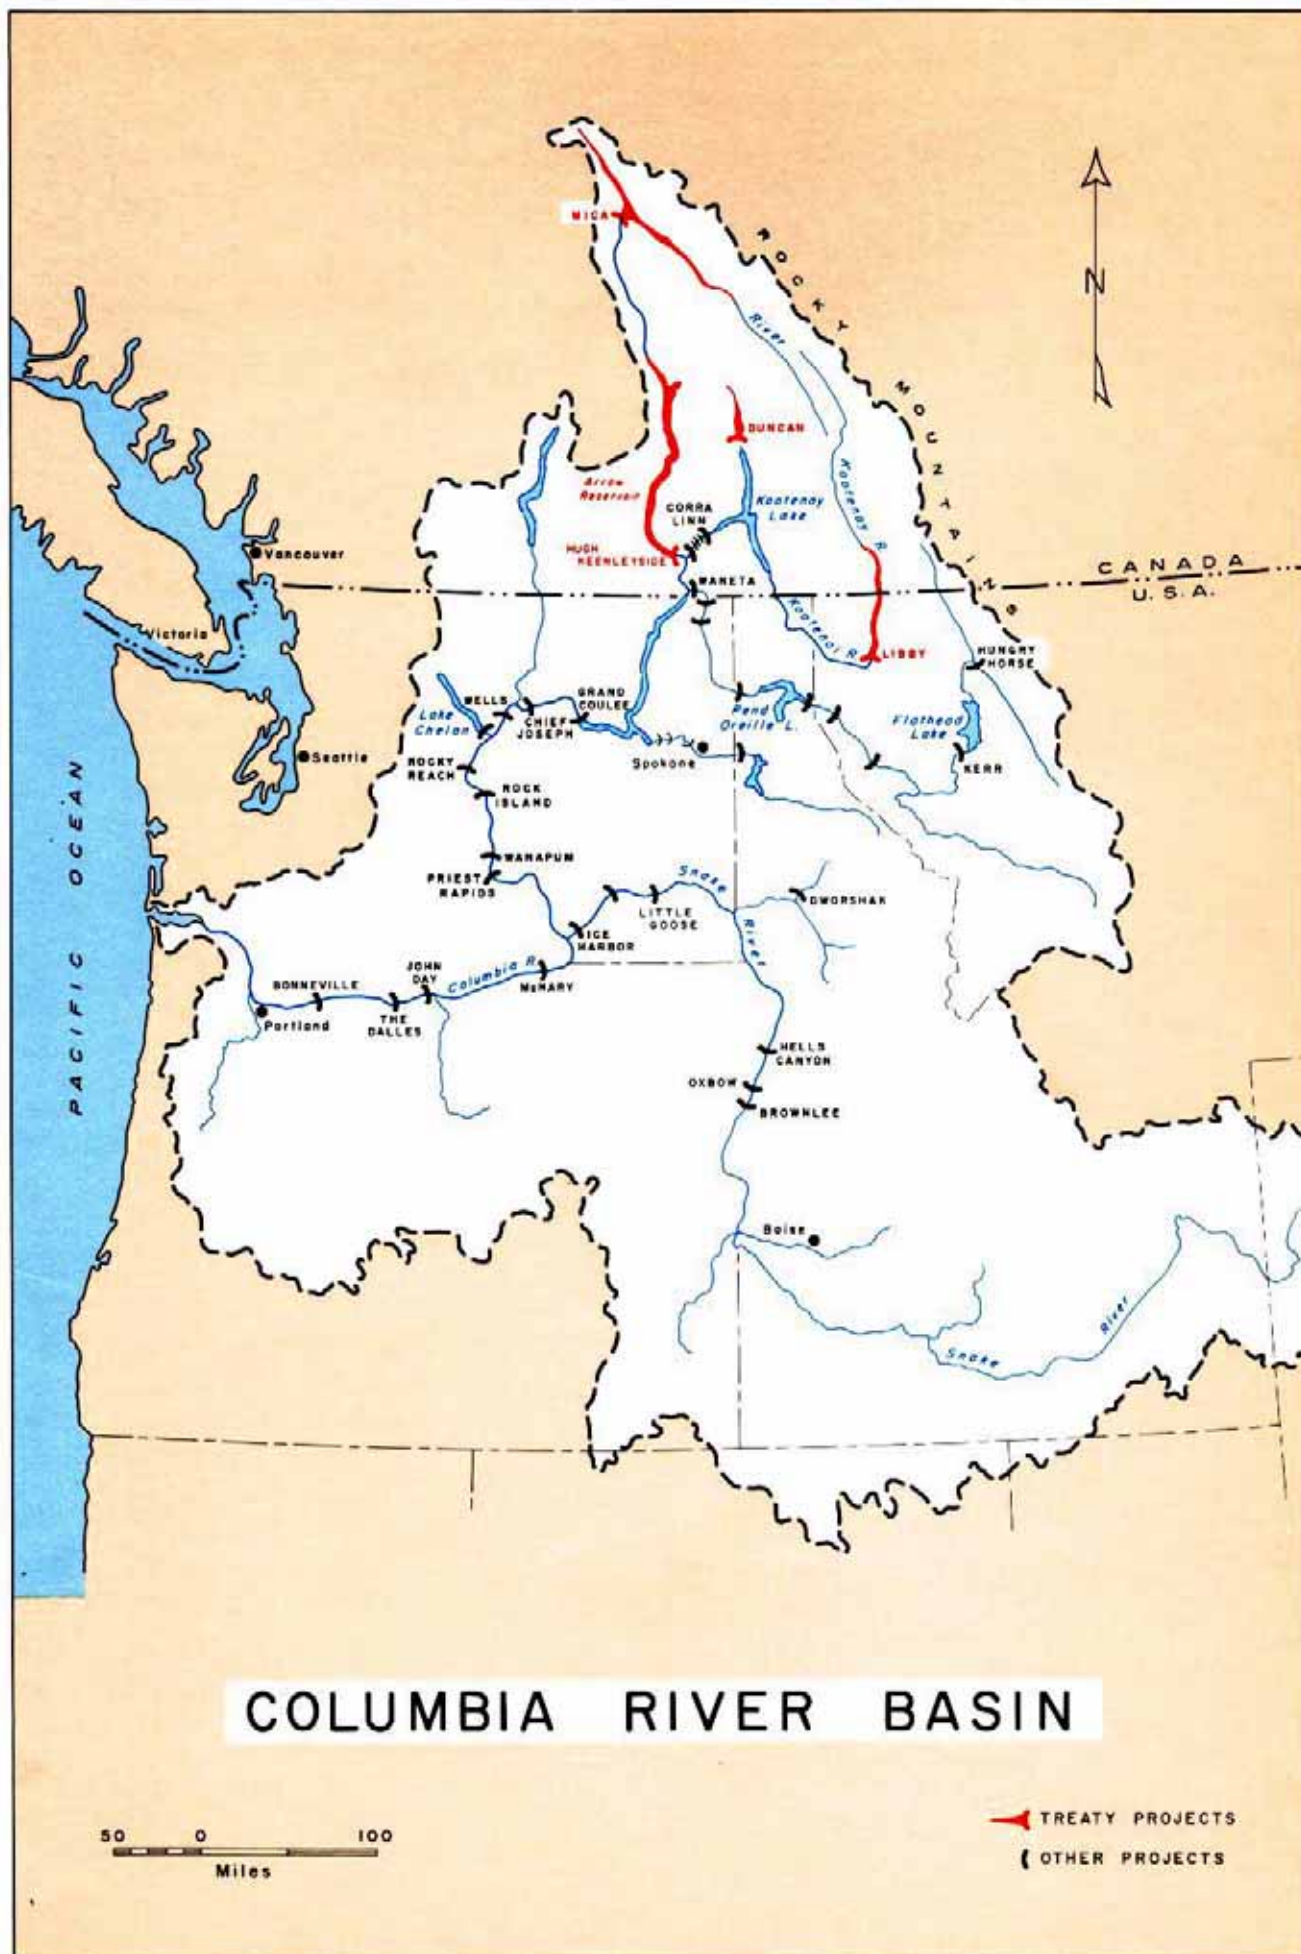 MICA
ROCKY MOUNTAINS
N
River
DUNCAN
Arrow
Reservoir
CORRA
LINN
Kootenay
Lake
Kootenay R.
Vancouver
HUGH
KEENLEYSIDE
WANETA
CANADA
U.S.A.
Victoria
Kootenai R.
LIBBY
HUNGRY
HORSE
Lake
Chelan
WELLS
CHIEF
JOSEPH
GRAND
COULEE
Pend
Oreille L.
Flathead
Lake
Seattle
Spokane
KERR
ROCKY
REACH
ROCK
ISLAND
PACIFIC OCEAN
WANAPUM
PRIEST
RAPIDS
Snake
River
LITTLE
GOOSE
DWORSHAK
ICE
HARBOR
JOHN
DAY
Columbia R.
McNARY
BONNEVILLE
Portland
THE
DALLES
HELLS
CANYON
OXBOW
BROWNLEE
Boise
Snake
River
COLUMBIA RIVER BASIN
50 0 100
Miles
TREATY PROJECTS
OTHER PROJECTS